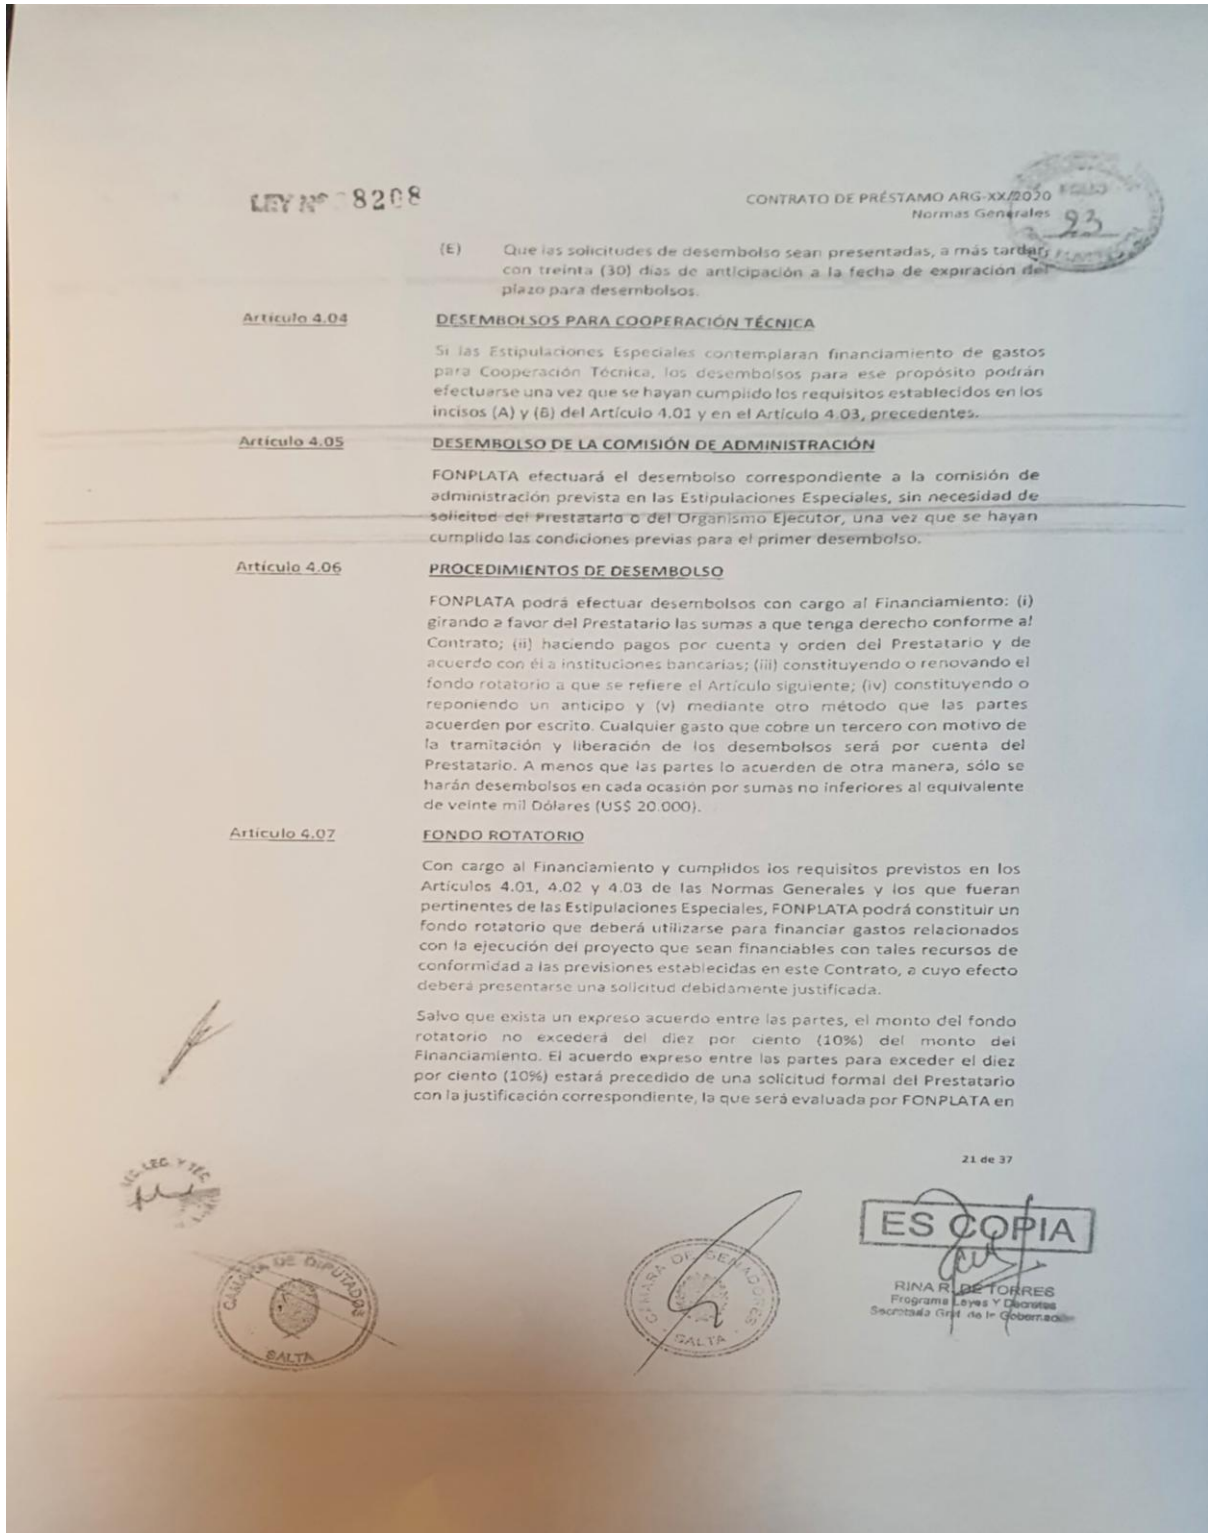 LEY Nº 8208
CONTRATO DE PRÉSTAMO ARG-XX/2020
Normas Generales
FOLIO
93
(E) Que las solicitudes de desembolso sean presentadas, a más tardar,
con treinta (30) días de anticipación a la fecha de expiración del
plazo para desembolsos.
Artículo 4.04 DESEMBOLSOS PARA COOPERACIÓN TÉCNICA
Si las Estipulaciones Especiales contemplaran financiamiento de gastos
para Cooperación Técnica, los desembolsos para ese propósito podrán
efectuarse una vez que se hayan cumplido los requisitos establecidos en los
incisos (A) y (B) del Artículo 4.01 y en el Artículo 4.03, precedentes.
Artículo 4.05 DESEMBOLSO DE LA COMISIÓN DE ADMINISTRACIÓN
FONPLATA efectuará el desembolso correspondiente a la comisión de
administración prevista en las Estipulaciones Especiales, sin necesidad de
solicitud del Prestatario o del Organismo Ejecutor, una vez que se hayan
cumplido las condiciones previas para el primer desembolso.
Artículo 4.06 PROCEDIMIENTOS DE DESEMBOLSO
FONPLATA podrá efectuar desembolsos con cargo al Financiamiento: (i)
girando a favor del Prestatario las sumas a que tenga derecho conforme al
Contrato; (ii) haciendo pagos por cuenta y orden del Prestatario y de
acuerdo con él a instituciones bancarias; (iii) constituyendo o renovando el
fondo rotatorio a que se refiere el Artículo siguiente; (iv) constituyendo o
reponiendo un anticipo y (v) mediante otro método que las partes
acuerden por escrito. Cualquier gasto que cobre un tercero con motivo de
la tramitación y liberación de los desembolsos será por cuenta del
Prestatario. A menos que las partes lo acuerden de otra manera, sólo se
harán desembolsos en cada ocasión por sumas no inferiores al equivalente
de veinte mil Dólares (US$ 20.000).
Artículo 4.07 FONDO ROTATORIO
Con cargo al Financiamiento y cumplidos los requisitos previstos en los
Artículos 4.01, 4.02 y 4.03 de las Normas Generales y los que fueran
pertinentes de las Estipulaciones Especiales, FONPLATA podrá constituir un
fondo rotatorio que deberá utilizarse para financiar gastos relacionados
con la ejecución del proyecto que sean financiables con tales recursos de
conformidad a las previsiones establecidas en este Contrato, a cuyo efecto
deberá presentarse una solicitud debidamente justificada.
Salvo que exista un expreso acuerdo entre las partes, el monto del fondo
rotatorio no excederá del diez por ciento (10%) del monto del
Financiamiento. El acuerdo expreso entre las partes para exceder el diez
por ciento (10%) estará precedido de una solicitud formal del Prestatario
con la justificación correspondiente, la que será evaluada por FONPLATA en
21 de 37
LEG. Y TEC.
CÁMARA DE DIPUTADOS
SALTA
CÁMARA DE SENADORES
SALTA
ES COPIA
RINA R. DE TORRES
Programa Leyes Y Decretos
Secretaría Gral. de la Gobernación